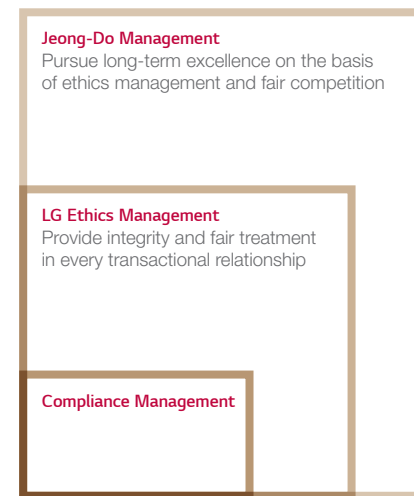 Jeong-Do Management
Pursue long-term excellence on the basis
of ethics management and fair competition
LG Ethics Management
Provide integrity and fair treatment
in every transactional relationship
Compliance Management